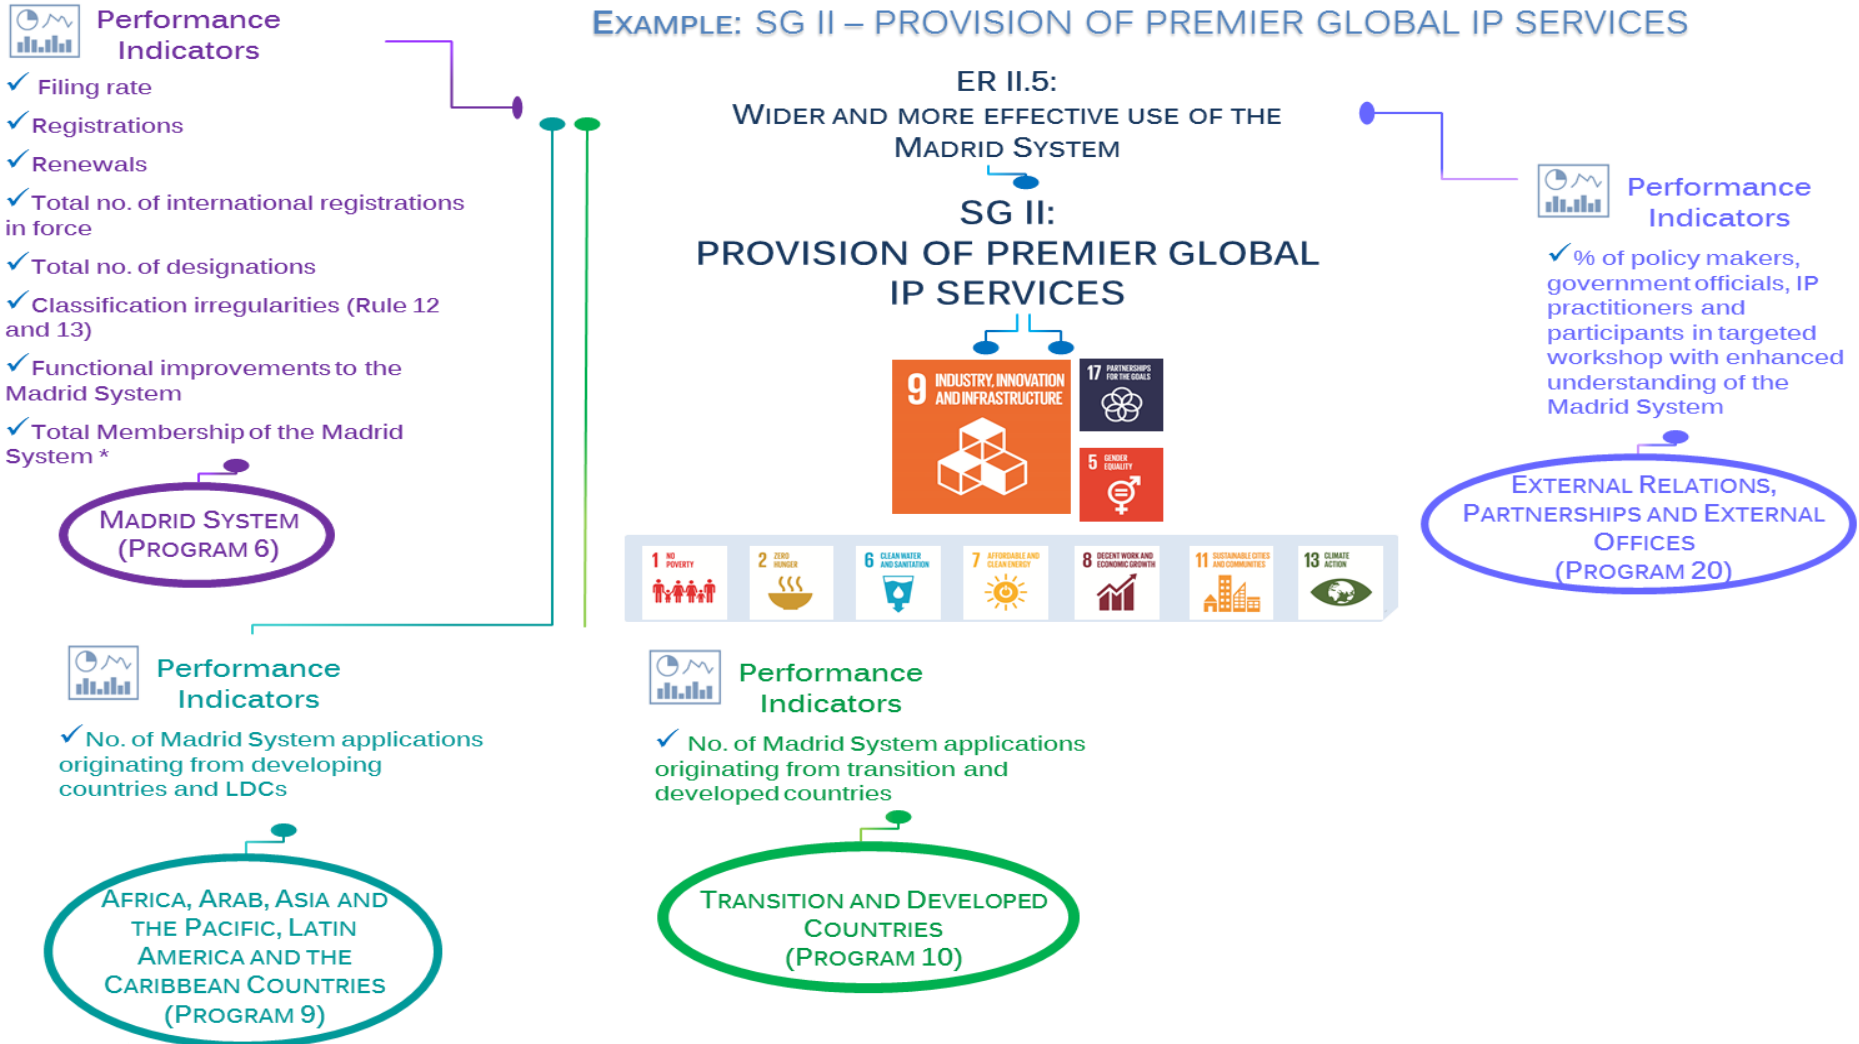 EXAMPLE: SG II – PROVISION OF PREMIER GLOBAL IP SERVICES
Performance
Indicators
✓ Filing rate
✓Registrations
✓Renewals
✓Total no. of international registrations
in force
✓Total no. of designations
✓Classification irregularities (Rule 12
and 13)
✓Functional improvements to the
Madrid System
✓Total Membership of the Madrid
System *
MADRID SYSTEM
(PROGRAM 6)
ER II.5:
WIDER AND MORE EFFECTIVE USE OF THE
MADRID SYSTEM
SG II:
PROVISION OF PREMIER GLOBAL
IP SERVICES
9 INDUSTRY, INNOVATION
AND INFRASTRUCTURE
17 PARTNERSHIPS
FOR THE GOALS
5 GENDER
EQUALITY
1 NO
POVERTY
2 ZERO
HUNGER
6 CLEAN WATER
AND SANITATION
7 AFFORDABLE AND
CLEAN ENERGY
8 DECENT WORK AND
ECONOMIC GROWTH
11 SUSTAINABLE CITIES
AND COMMUNITIES
13 CLIMATE
ACTION
Performance
Indicators
✓% of policy makers,
government officials, IP
practitioners and
participants in targeted
workshop with enhanced
understanding of the
Madrid System
EXTERNAL RELATIONS,
PARTNERSHIPS AND EXTERNAL
OFFICES
(PROGRAM 20)
Performance
Indicators
✓No. of Madrid System applications
originating from developing
countries and LDCs
AFRICA, ARAB, ASIA AND
THE PACIFIC, LATIN
AMERICA AND THE
CARIBBEAN COUNTRIES
(PROGRAM 9)
Performance
Indicators
✓ No. of Madrid System applications
originating from transition and
developed countries
TRANSITION AND DEVELOPED
COUNTRIES
(PROGRAM 10)